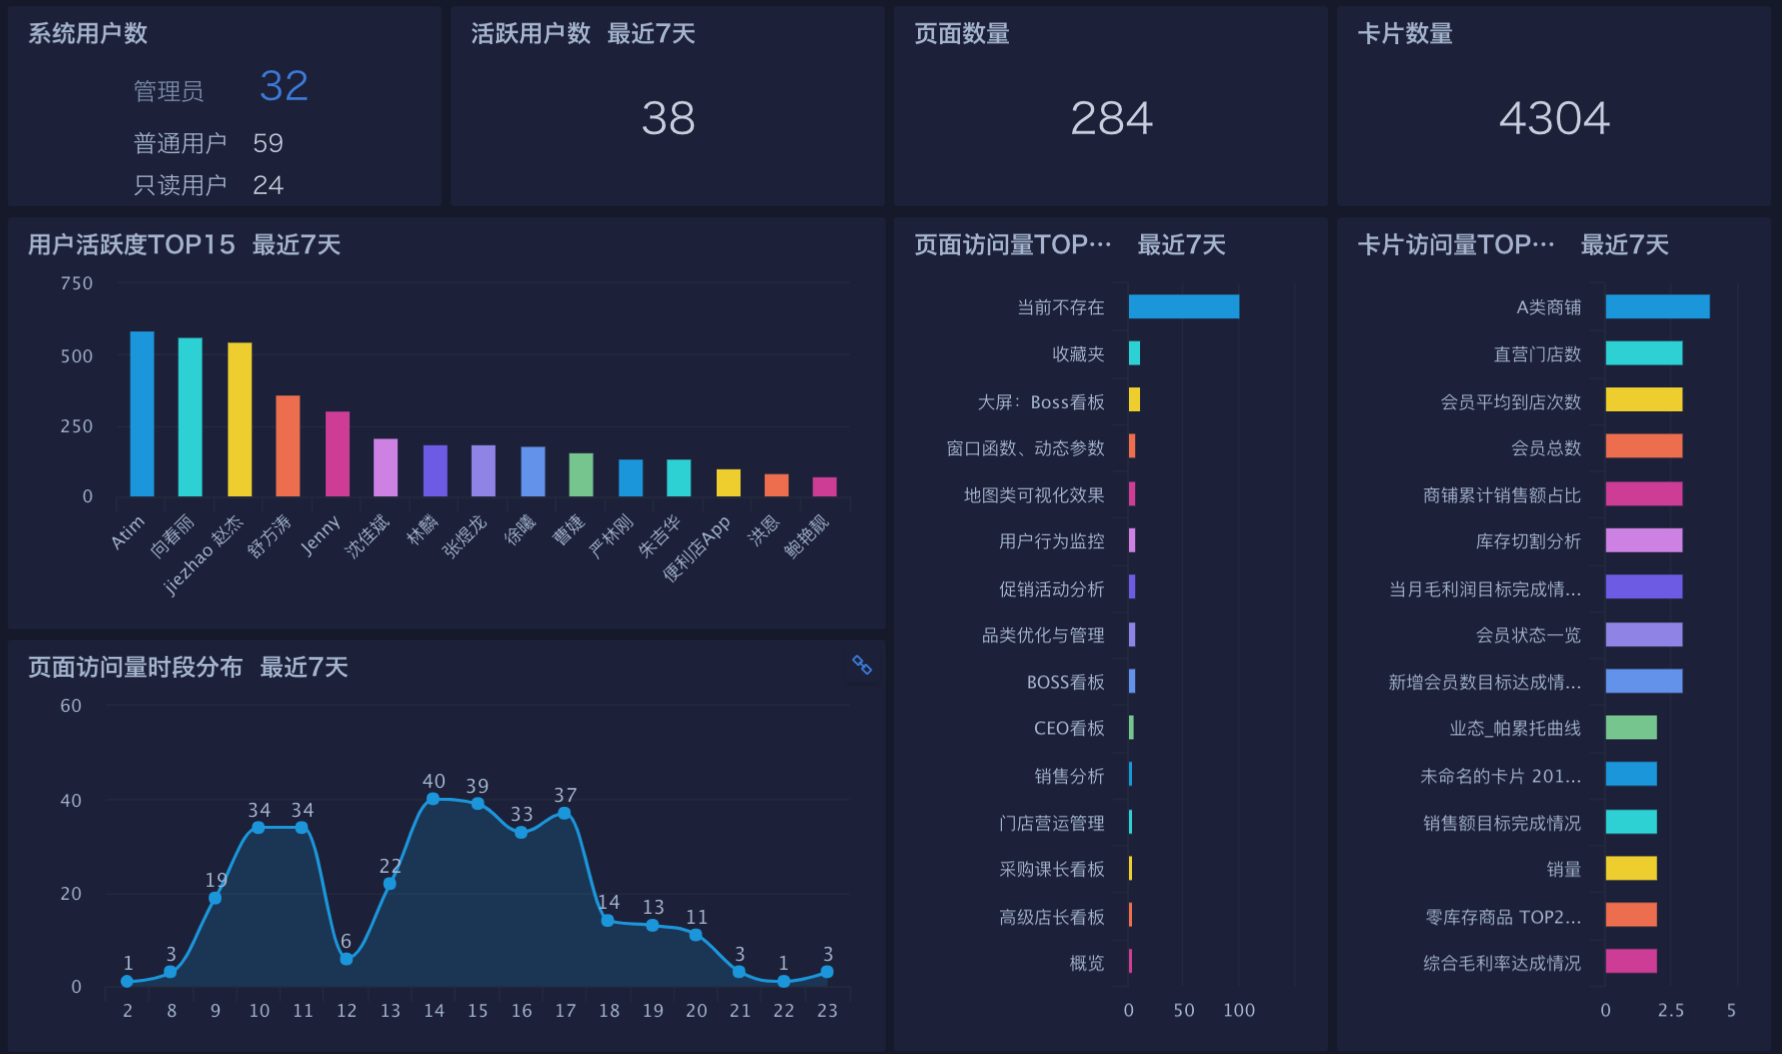 系统用户数
管理员 32
普通用户 59
只读用户 24
活跃用户数 最近7天
38
页面数量
284
卡片数量
4304
用户活跃度TOP15 最近7天
750
500
250
0
Atim
向春丽
jiezhao 赵杰
舒方涛
Jenny
沈佳斌
林麟
张煜龙
徐曦
曹婕
严林刚
朱吉华
便利店App
洪恩
鲍艳靓
页面访问量时段分布 最近7天
60
40
20
0
1
3
19
34
34
6
22
40
39
33
37
14
13
11
3
1
3
2 8 9 10 11 12 13 14 15 16 17 18 19 20 21 22 23
页面访问量TOP… 最近7天
当前不存在
收藏夹
大屏：Boss看板
窗口函数、动态参数
地图类可视化效果
用户行为监控
促销活动分析
品类优化与管理
BOSS看板
CEO看板
销售分析
门店营运管理
采购课长看板
高级店长看板
概览
0 50 100
卡片访问量TOP… 最近7天
A类商铺
直营门店数
会员平均到店次数
会员总数
商铺累计销售额占比
库存切割分析
当月毛利润目标完成情...
会员状态一览
新增会员数目标达成情...
业态_帕累托曲线
未命名的卡片 201...
销售额目标完成情况
销量
零库存商品 TOP2...
综合毛利率达成情况
0 2.5 5